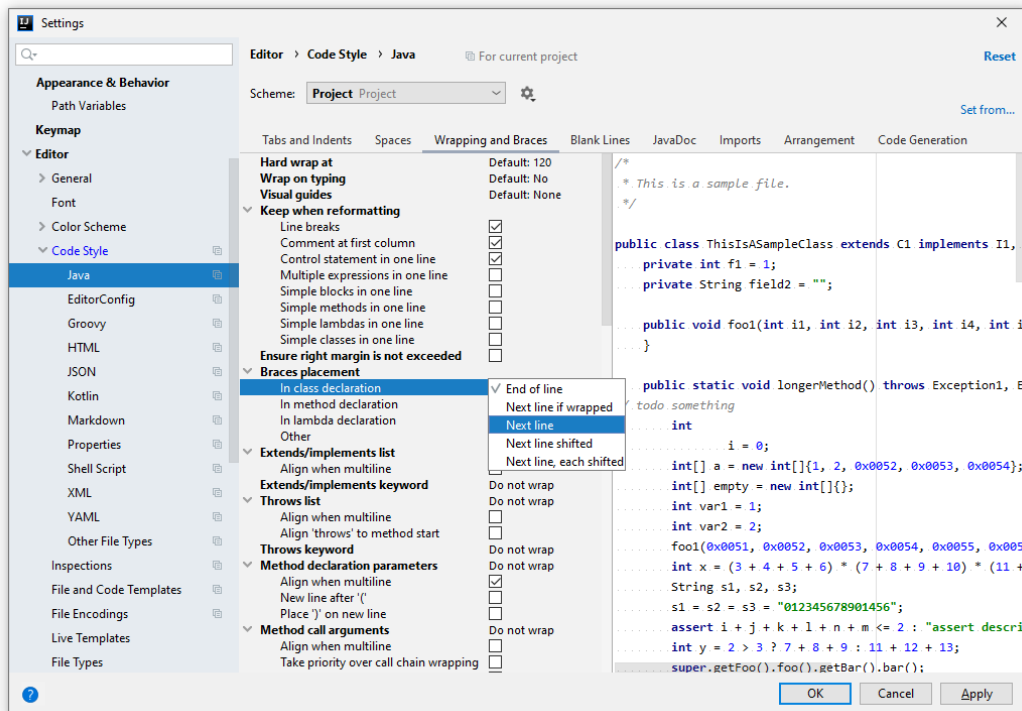 Settings
Editor › Code Style › Java
For current project
Reset
Scheme: Project Project
Set from...
Appearance & Behavior
Path Variables
Keymap
Editor
General
Font
Color Scheme
Code Style
Java
EditorConfig
Groovy
HTML
JSON
Kotlin
Markdown
Properties
Shell Script
XML
YAML
Other File Types
Inspections
File and Code Templates
File Encodings
Live Templates
File Types
Tabs and Indents Spaces Wrapping and Braces Blank Lines JavaDoc Imports Arrangement Code Generation
Hard wrap at Default: 120
Wrap on typing Default: No
Visual guides Default: None
Keep when reformatting
Line breaks
Comment at first column
Control statement in one line
Multiple expressions in one line
Simple blocks in one line
Simple methods in one line
Simple lambdas in one line
Simple classes in one line
Ensure right margin is not exceeded
Braces placement
In class declaration
In method declaration
In lambda declaration
Other
Extends/implements list
Align when multiline
Extends/implements keyword Do not wrap
Throws list Do not wrap
Align when multiline
Align 'throws' to method start
Throws keyword Do not wrap
Method declaration parameters Do not wrap
Align when multiline
New line after '('
Place ')' on new line
Method call arguments Do not wrap
Align when multiline
Take priority over call chain wrapping
End of line
Next line if wrapped
Next line
Next line shifted
Next line, each shifted
/*
* This is a sample file.
*/
public class ThisIsASampleClass extends C1 implements I1,
private int f1 = 1;
private String field2 = "";
public void foo1(int i1, int i2, int i3, int i4, int i
}
public static void longerMethod() throws Exception1, E
todo something
int
i = 0;
int[] a = new int[]{1, 2, 0x0052, 0x0053, 0x0054};
int[] empty = new int[]{};
int var1 = 1;
int var2 = 2;
foo1(0x0051, 0x0052, 0x0053, 0x0054, 0x0055, 0x005
int x = (3 + 4 + 5 + 6) * (7 + 8 + 9 + 10) * (11 +
String s1, s2, s3;
s1 = s2 = s3 = "012345678901456";
assert i + j + k + l + n + m <= 2 : "assert descri
int y = 2 > 3 ? 7 + 8 + 9 : 11 + 12 + 13;
super.getFoo().foo().getBar().bar();
OK Cancel Apply